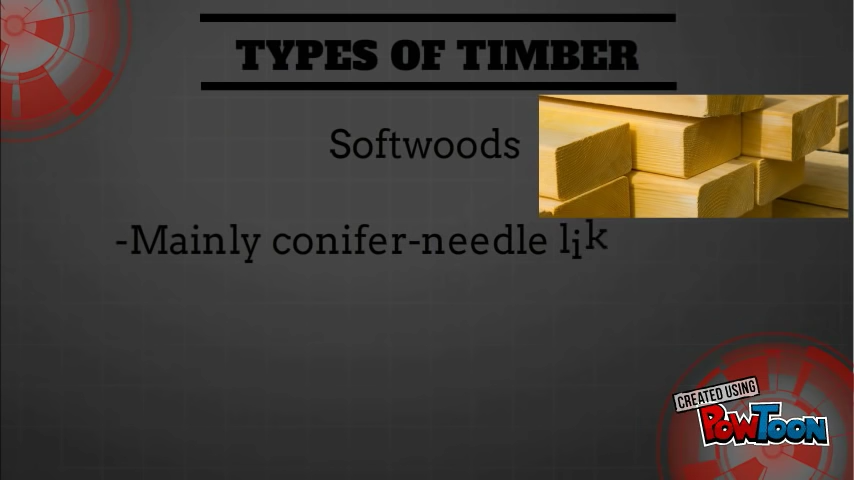 TYPES OF TIMBER
Softwoods
-Mainly conifer-needle lik
CREATED USING
POWTOON